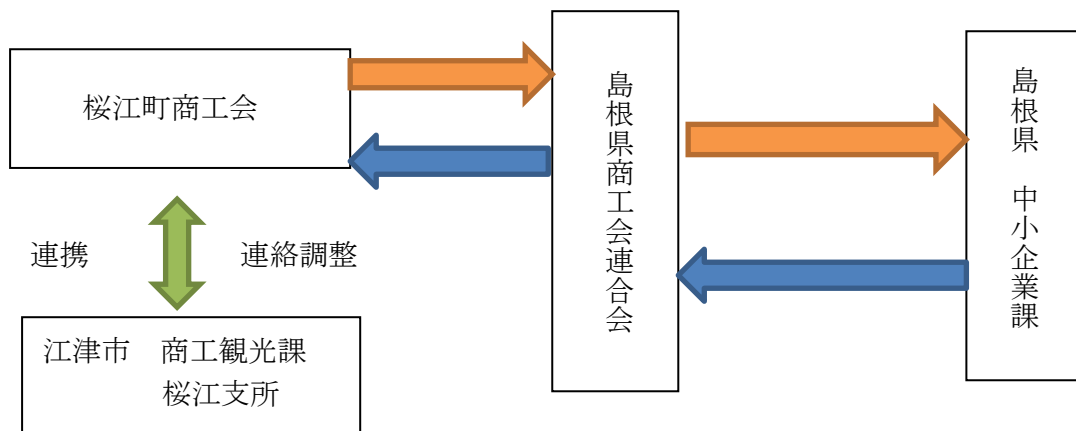 桜江町商工会
島根県商工会連合会
島根県　中小企業課
連携
連絡調整
江津市　商工観光課
桜江支所